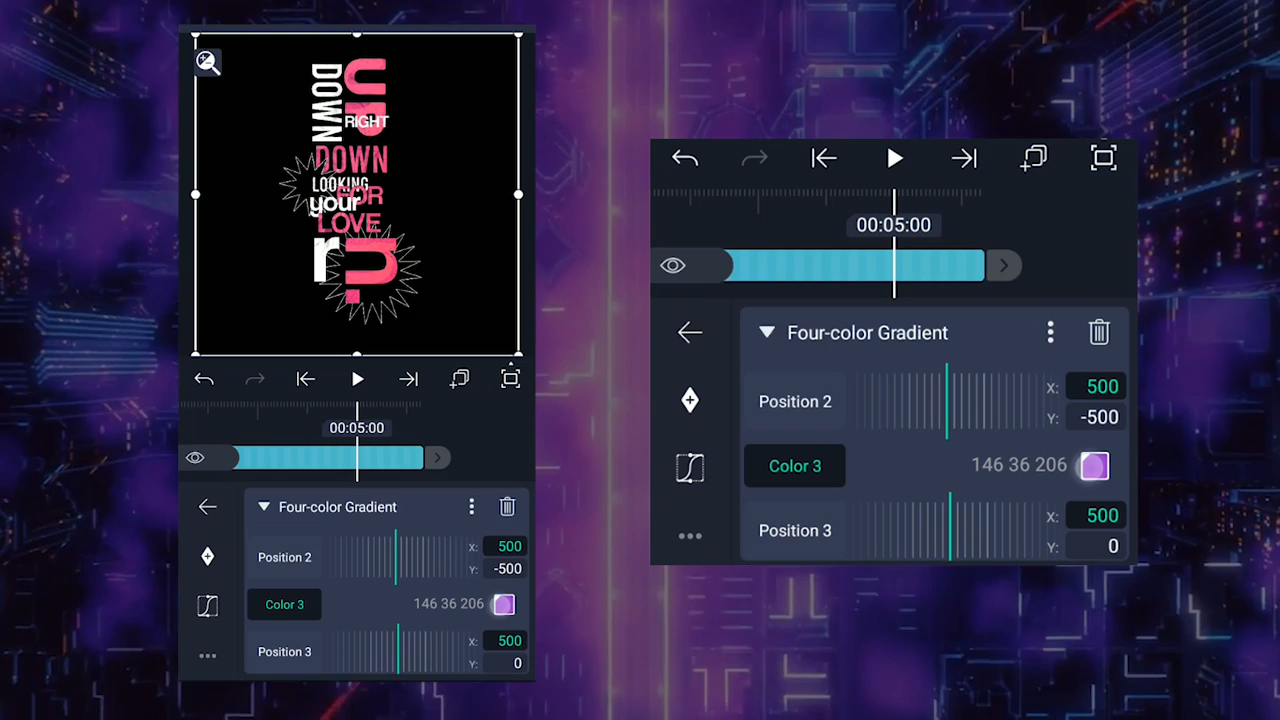 UP
DOWN
RIGHT
DOWN
LOOKING
FOR
your
LOVE
r
n
00:05:00
Four-color Gradient
Position 2
X: 500
Y: -500
Color 3
146 36 206
Position 3
X: 500
Y: 0
00:05:00
Four-color Gradient
Position 2
X: 500
Y: -500
Color 3
146 36 206
Position 3
X: 500
Y: 0